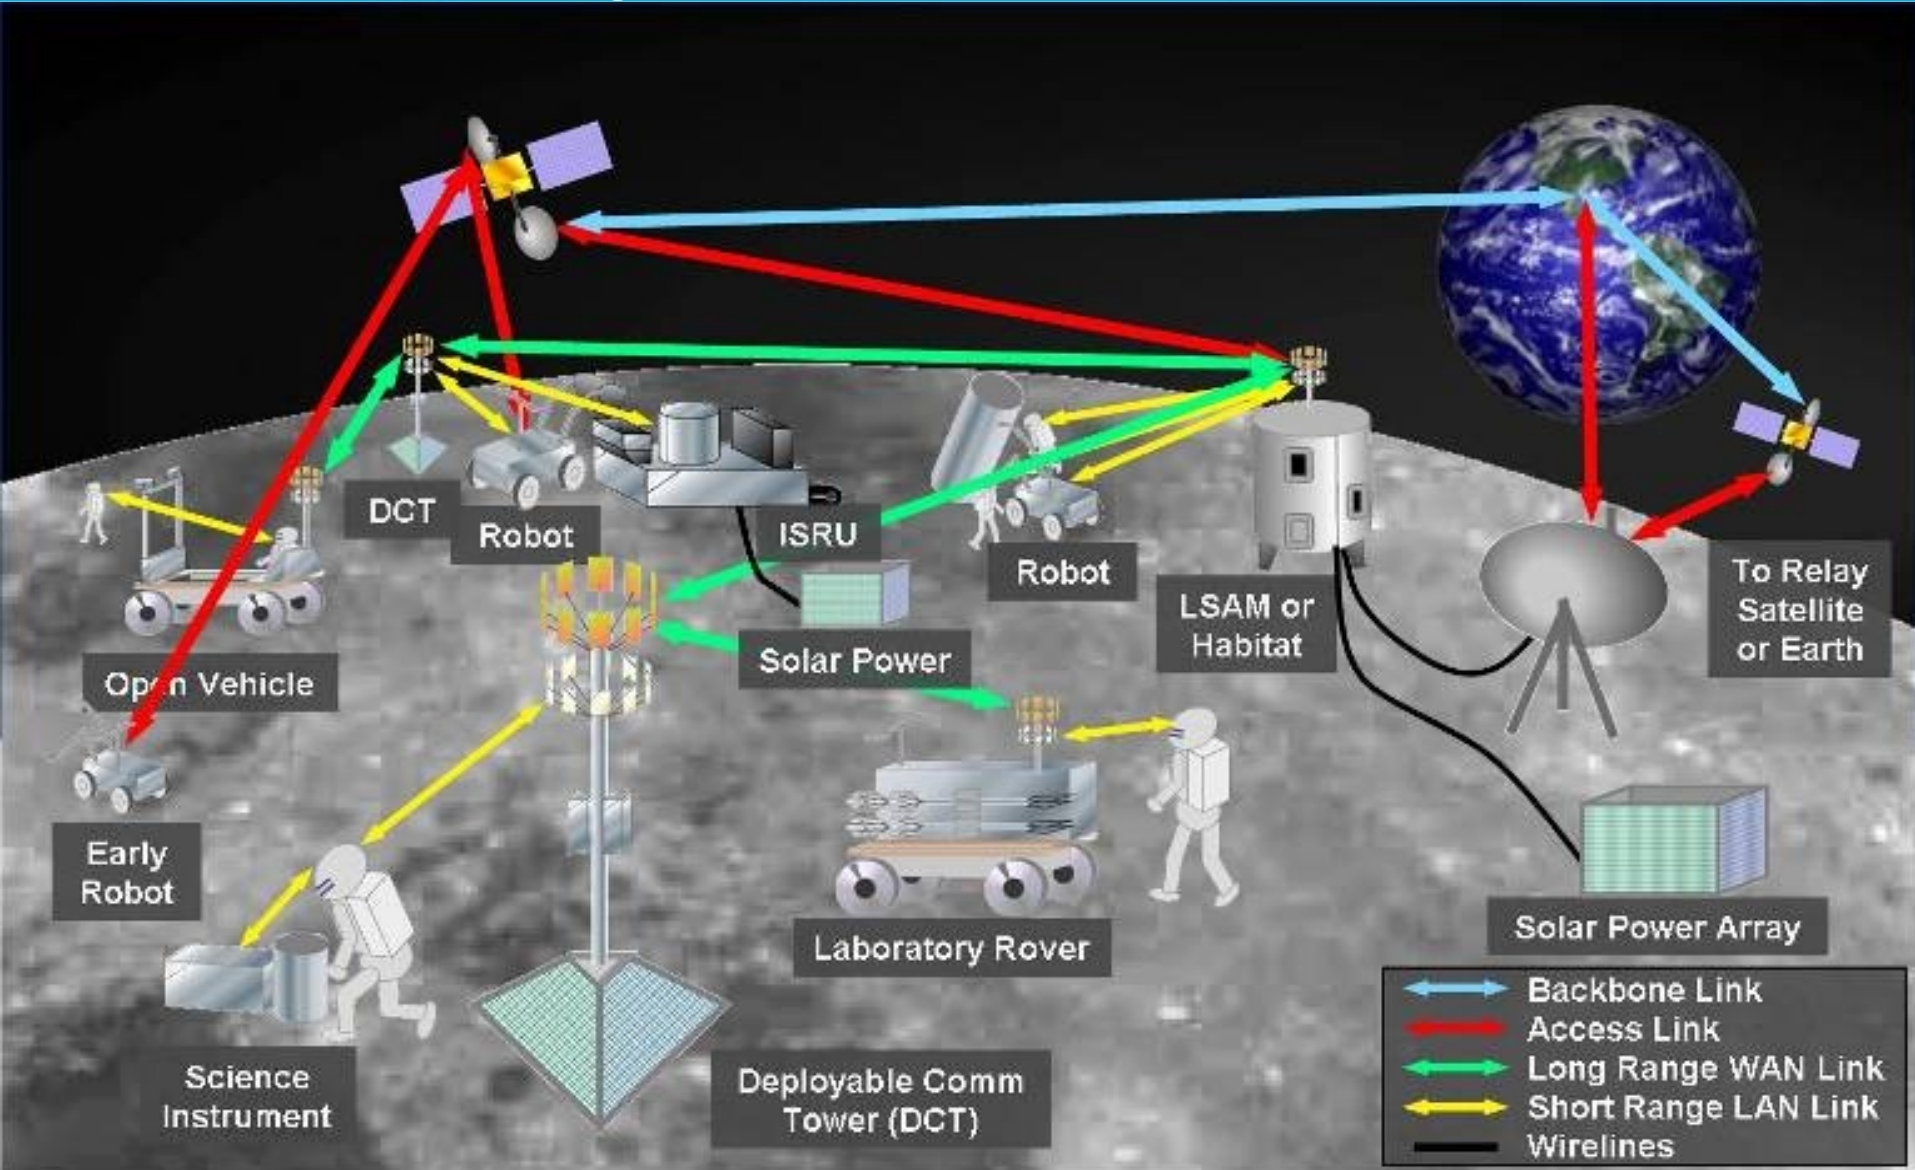 DCT
Robot
ISRU
Robot
LSAM or
Habitat
To Relay
Satellite
or Earth
Open Vehicle
Solar Power
Early
Robot
Laboratory Rover
Solar Power Array
Science
Instrument
Deployable Comm
Tower (DCT)
Backbone Link
Access Link
Long Range WAN Link
Short Range LAN Link
Wirelines